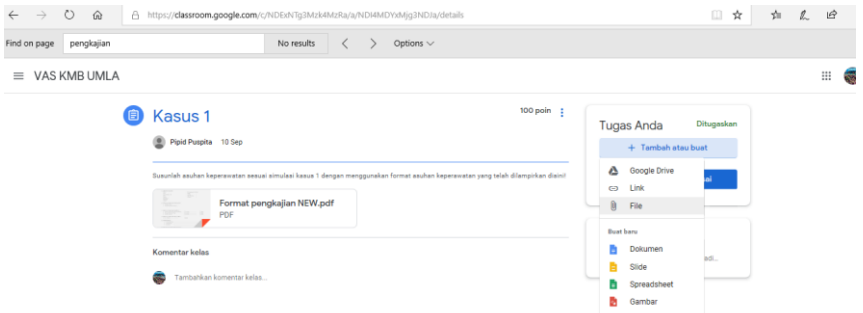 https://classroom.google.com/c/NDExNTg3Mzk4MzRa/a/NDI4MDYxMjg3NDJa/details
Find on page pengkajian No results Options
VAS KMB UMLA
Kasus 1
100 poin
Pipid Puspita 10 Sep
Susunlah asuhan keperawatan sesuai simulasi kasus 1 dengan menggunakan format asuhan keperawatan yang telah dilampirkan disini!
Format pengkajian NEW.pdf
PDF
Komentar kelas
Tambahkan komentar kelas...
Tugas Anda Ditugaskan
+ Tambah atau buat
Google Drive
Link
File
Buat baru
Dokumen
Slide
Spreadsheet
Gambar